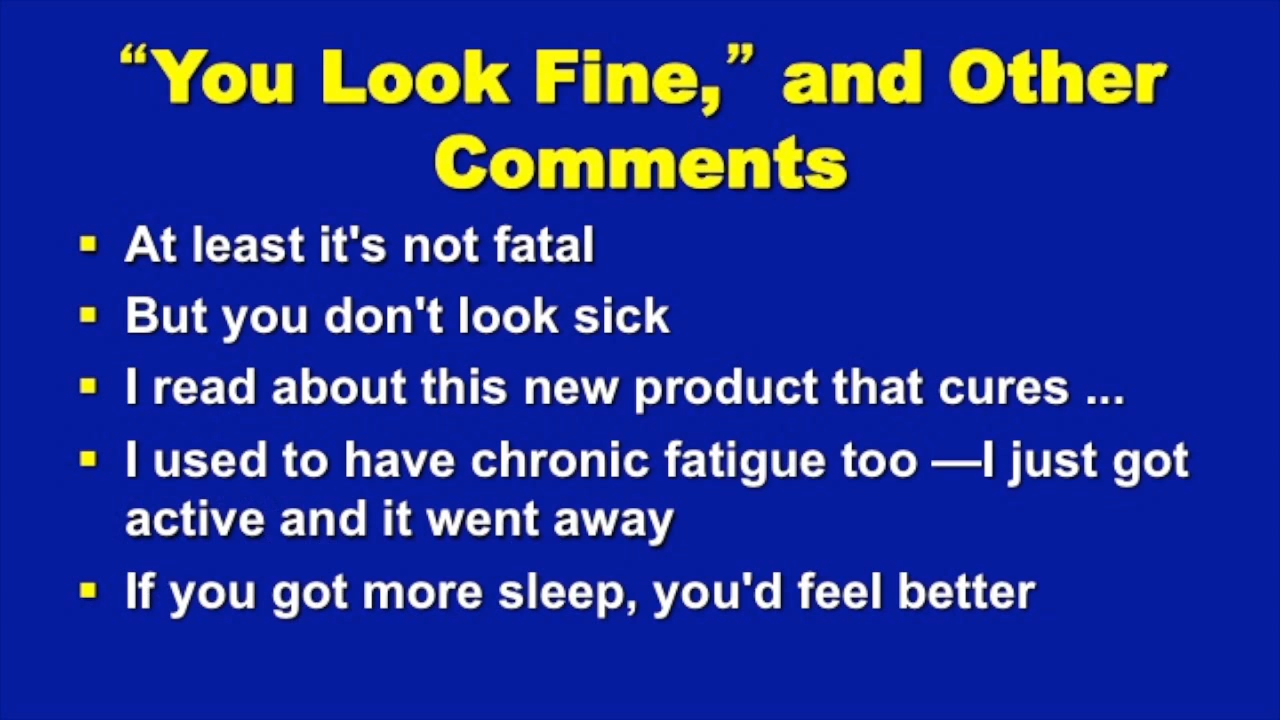 “You Look Fine,” and Other
Comments
▪ At least it's not fatal
▪ But you don't look sick
▪ I read about this new product that cures ...
▪ I used to have chronic fatigue too —I just got
active and it went away
▪ If you got more sleep, you'd feel better